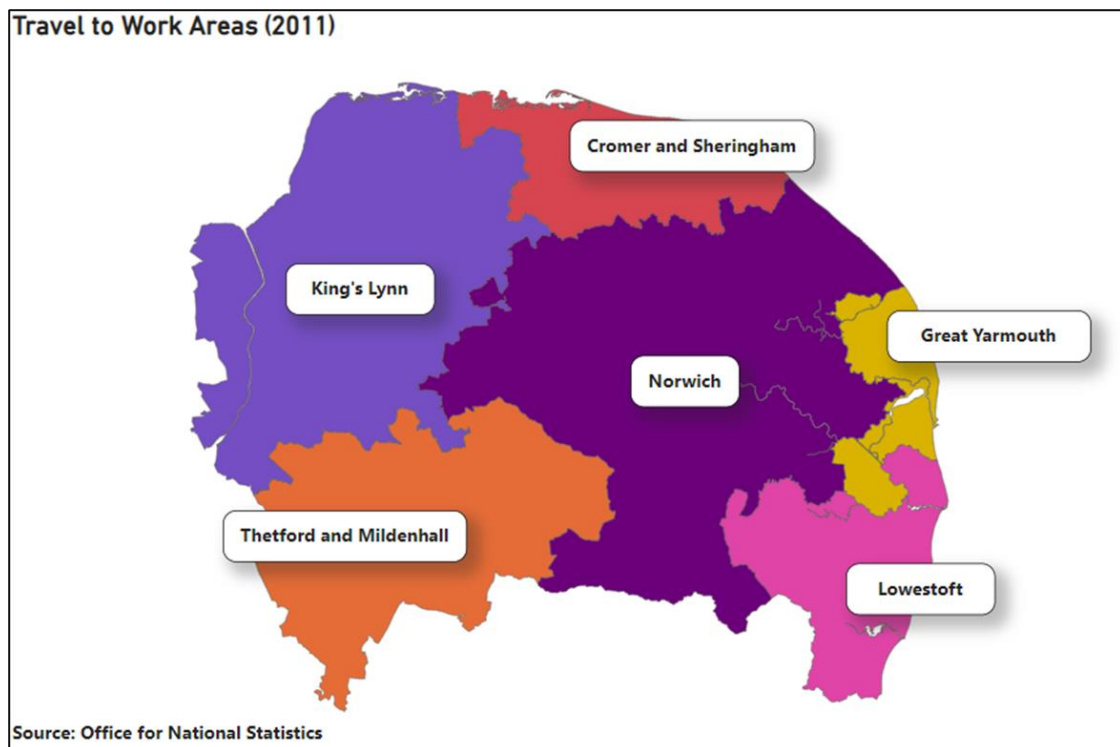 Travel to Work Areas (2011)
Cromer and Sheringham
King's Lynn
Great Yarmouth
Norwich
Thetford and Mildenhall
Lowestoft
Source: Office for National Statistics